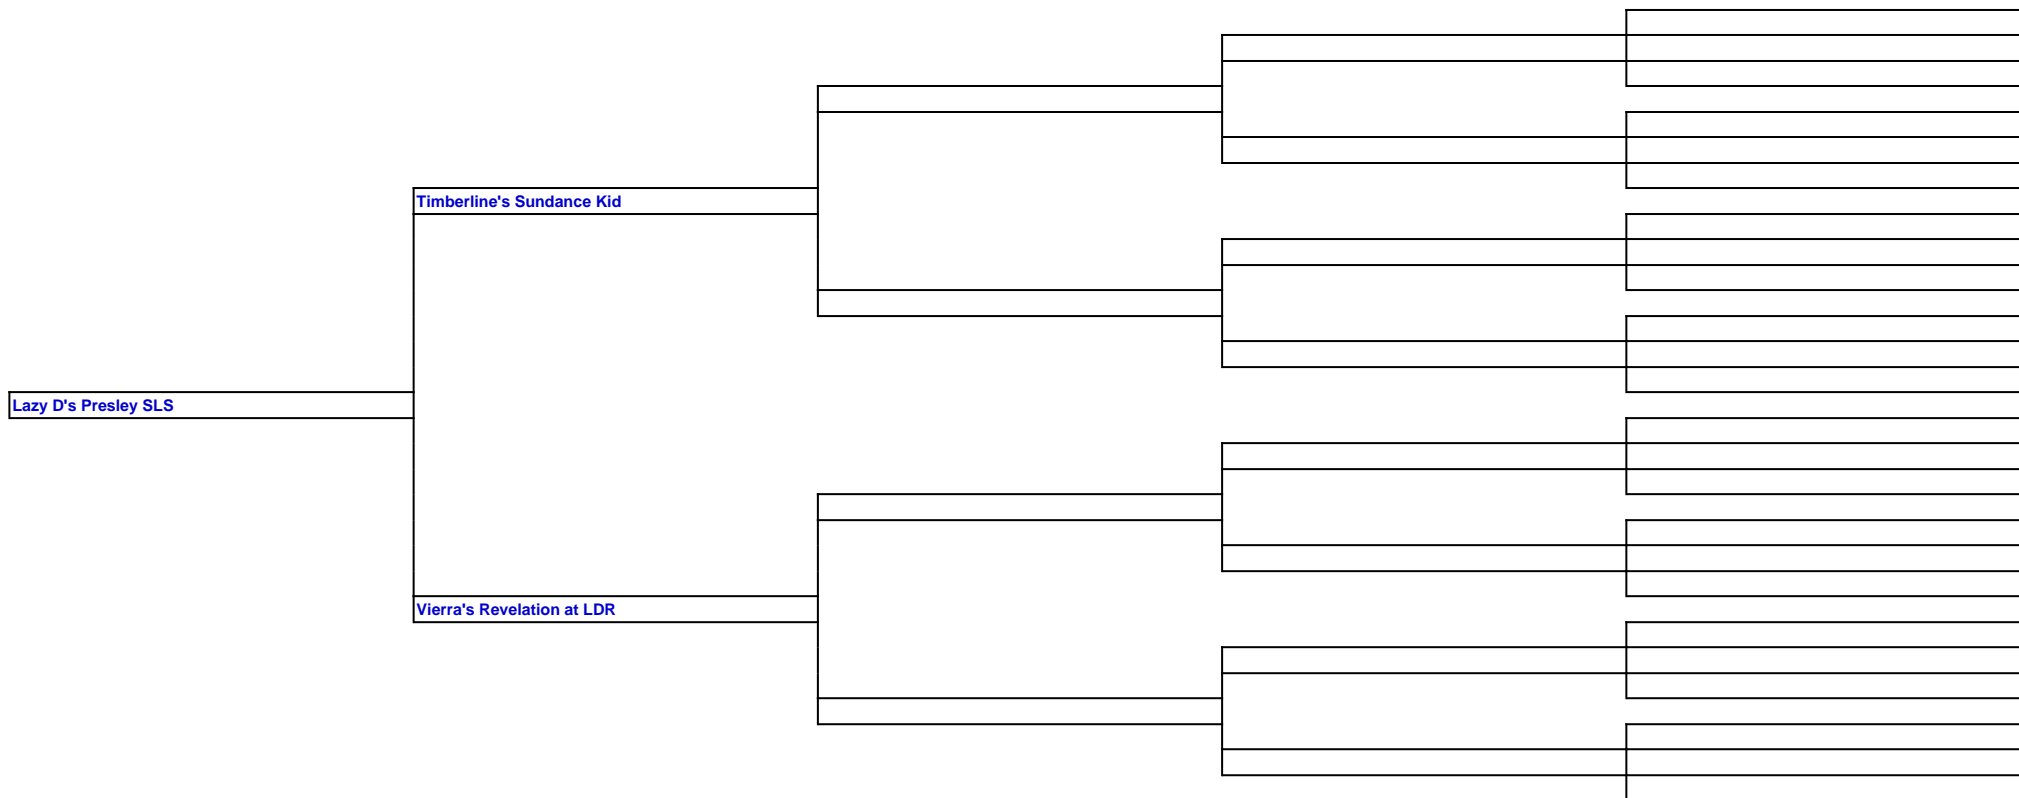 Timberline's Sundance Kid
Lazy D's Presley SLS
Vierra's Revelation at LDR